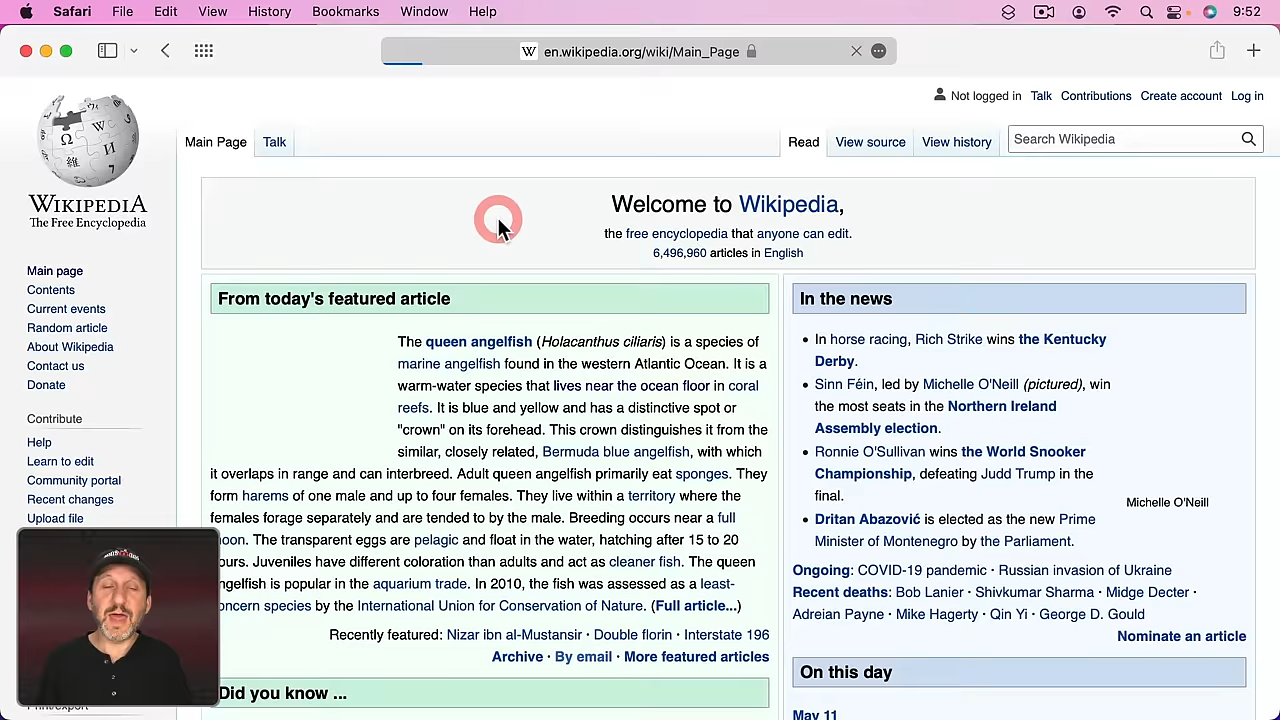 Safari File Edit View History Bookmarks Window Help 9:52
W en.wikipedia.org/wiki/Main_Page
Not logged in Talk Contributions Create account Log in
Main Page Talk Read View source View history Search Wikipedia
WIKIPEDIA
The Free Encyclopedia
Main page
Contents
Current events
Random article
About Wikipedia
Contact us
Donate
Contribute
Help
Learn to edit
Community portal
Recent changes
Upload file
Welcome to Wikipedia,
the free encyclopedia that anyone can edit.
6,496,960 articles in English
From today's featured article
The queen angelfish (Holacanthus ciliaris) is a species of
marine angelfish found in the western Atlantic Ocean. It is a
warm-water species that lives near the ocean floor in coral
reefs. It is blue and yellow and has a distinctive spot or
"crown" on its forehead. This crown distinguishes it from the
similar, closely related, Bermuda blue angelfish, with which
it overlaps in range and can interbreed. Adult queen angelfish primarily eat sponges. They
form harems of one male and up to four females. They live within a territory where the
females forage separately and are tended to by the male. Breeding occurs near a full
oon. The transparent eggs are pelagic and float in the water, hatching after 15 to 20
ours. Juveniles have different coloration than adults and act as cleaner fish. The queen
ngelfish is popular in the aquarium trade. In 2010, the fish was assessed as a least-
oncern species by the International Union for Conservation of Nature. (Full article...)
Recently featured: Nizar ibn al-Mustansir · Double florin · Interstate 196
Archive · By email · More featured articles
Did you know ...
In the news
• In horse racing, Rich Strike wins the Kentucky
Derby.
• Sinn Féin, led by Michelle O'Neill (pictured), win
the most seats in the Northern Ireland
Assembly election.
• Ronnie O'Sullivan wins the World Snooker
Championship, defeating Judd Trump in the
final.
Michelle O'Neill
• Dritan Abazović is elected as the new Prime
Minister of Montenegro by the Parliament.
Ongoing: COVID-19 pandemic · Russian invasion of Ukraine
Recent deaths: Bob Lanier · Shivkumar Sharma · Midge Decter ·
Adreian Payne · Mike Hagerty · Qin Yi · George D. Gould
Nominate an article
On this day
May 11